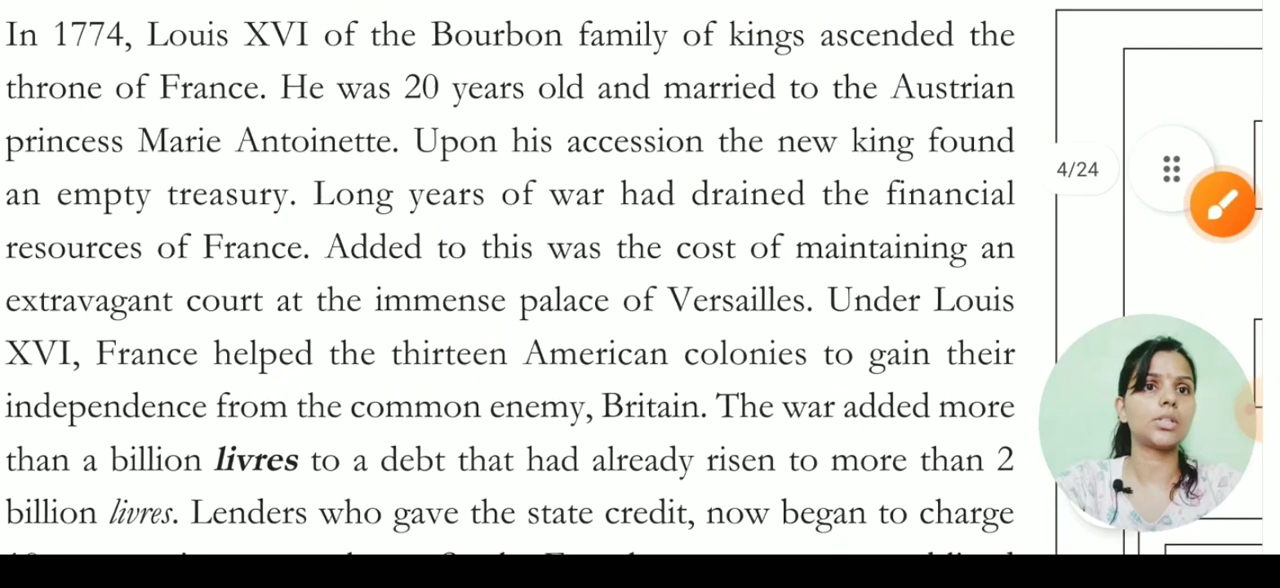 In 1774, Louis XVI of the Bourbon family of kings ascended the
throne of France. He was 20 years old and married to the Austrian
princess Marie Antoinette. Upon his accession the new king found
an empty treasury. Long years of war had drained the financial
resources of France. Added to this was the cost of maintaining an
extravagant court at the immense palace of Versailles. Under Louis
XVI, France helped the thirteen American colonies to gain their
independence from the common enemy, Britain. The war added more
than a billion livres to a debt that had already risen to more than 2
billion livres. Lenders who gave the state credit, now began to charge
4/24